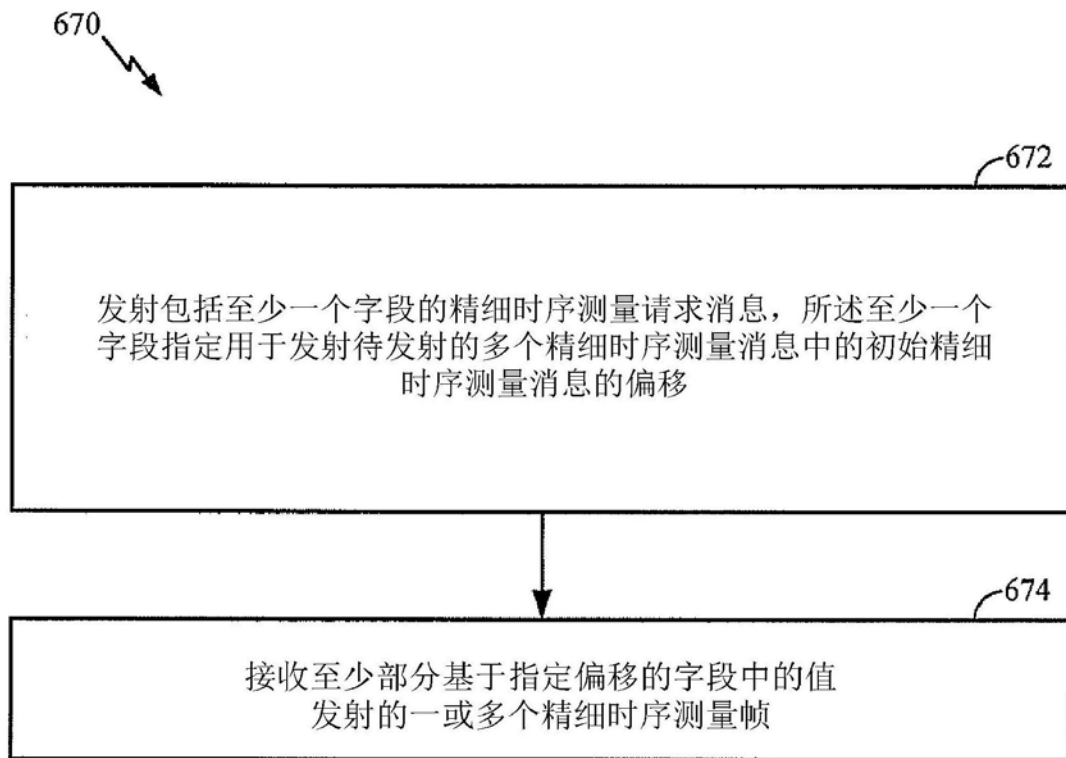 670
672
发射包括至少一个字段的精细时序测量请求消息，所述至少一个
字段指定用于发射待发射的多个精细时序测量消息中的初始精细
时序测量消息的偏移
674
接收至少部分基于指定偏移的字段中的值
发射的一或多个精细时序测量帧